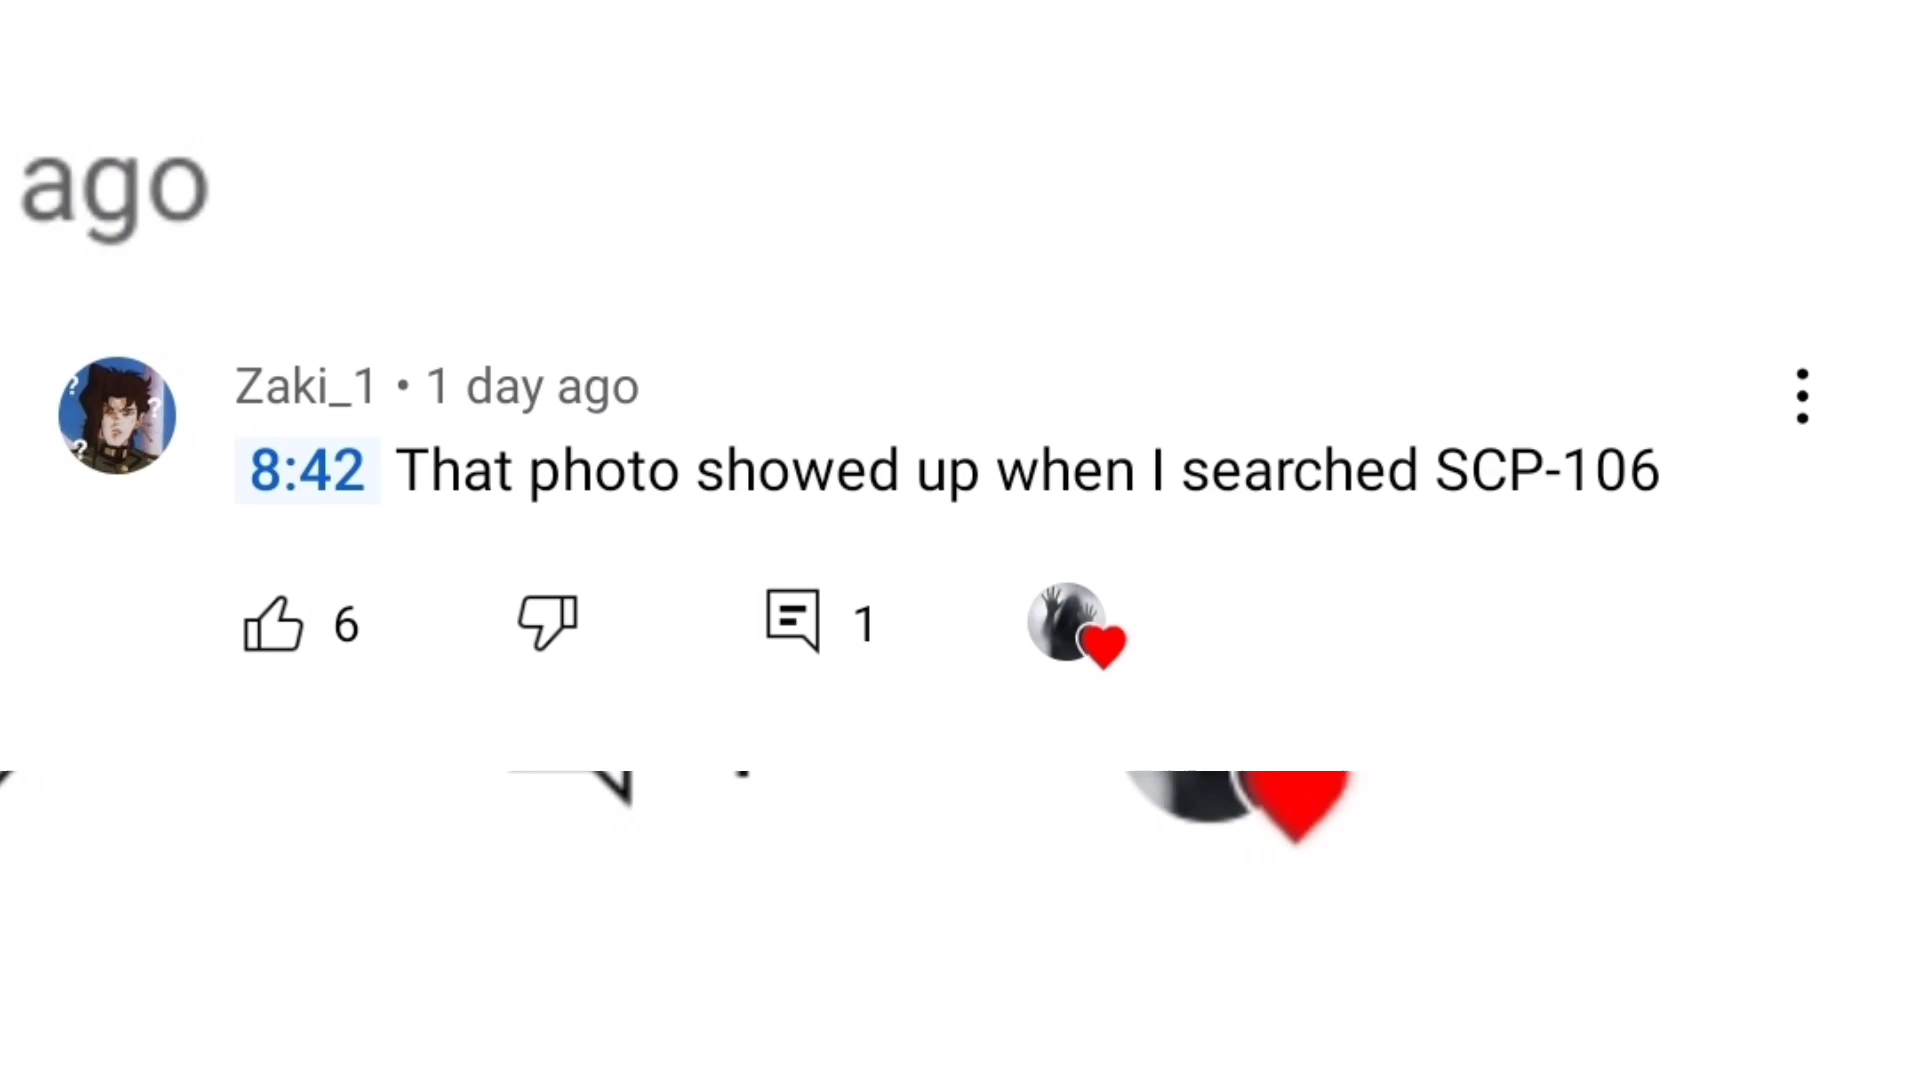 ago
Zaki_1 • 1 day ago
8:42 That photo showed up when I searched SCP-106
6
1